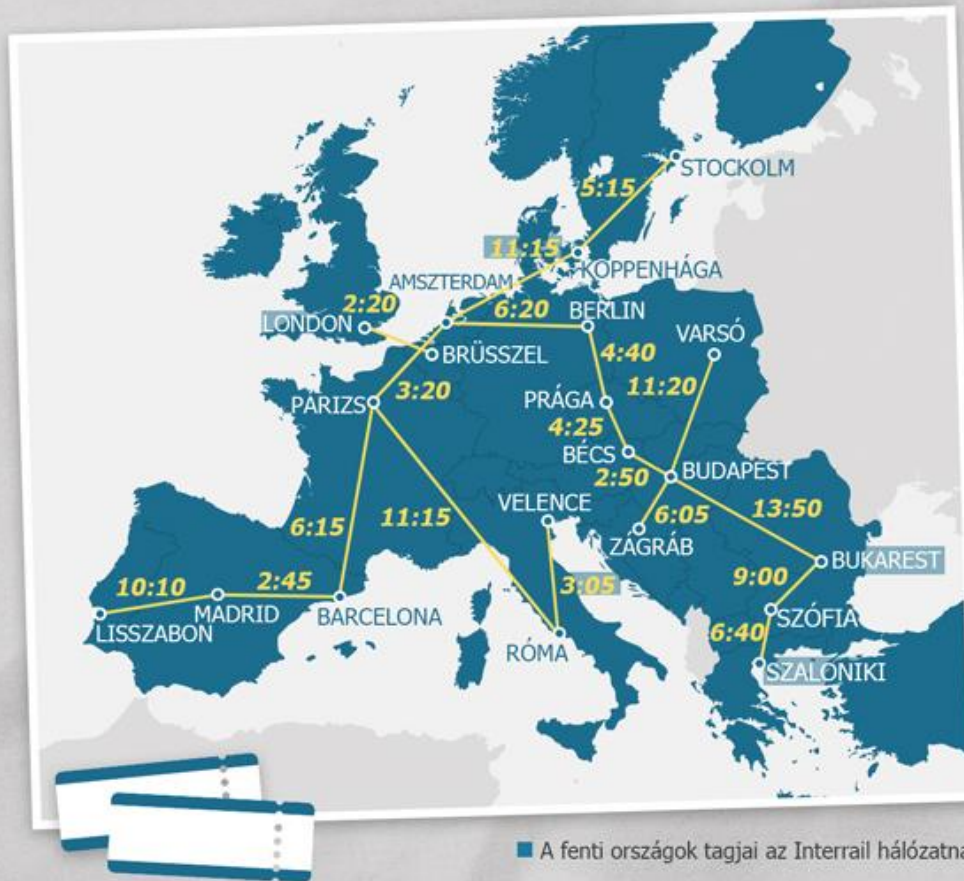 STOCKOLM
5:15
11:15
KOPPENHÁGA
AMSZTERDAM
2:20
6:20
BERLIN
LONDON
VARSÓ
BRÜSSZEL
4:40
3:20
11:20
PÁRIZS
PRÁGA
4:25
BÉCS
2:50
BUDAPEST
VELENCE
13:50
6:15
11:15
6:05
ZÁGRÁB
BUKAREST
10:10
2:45
3:05
9:00
MADRID
BARCELONA
SZÓFIA
LISSZABON
6:40
RÓMA
SZALONIKI
A fenti országok tagjai az Interrail hálózatna